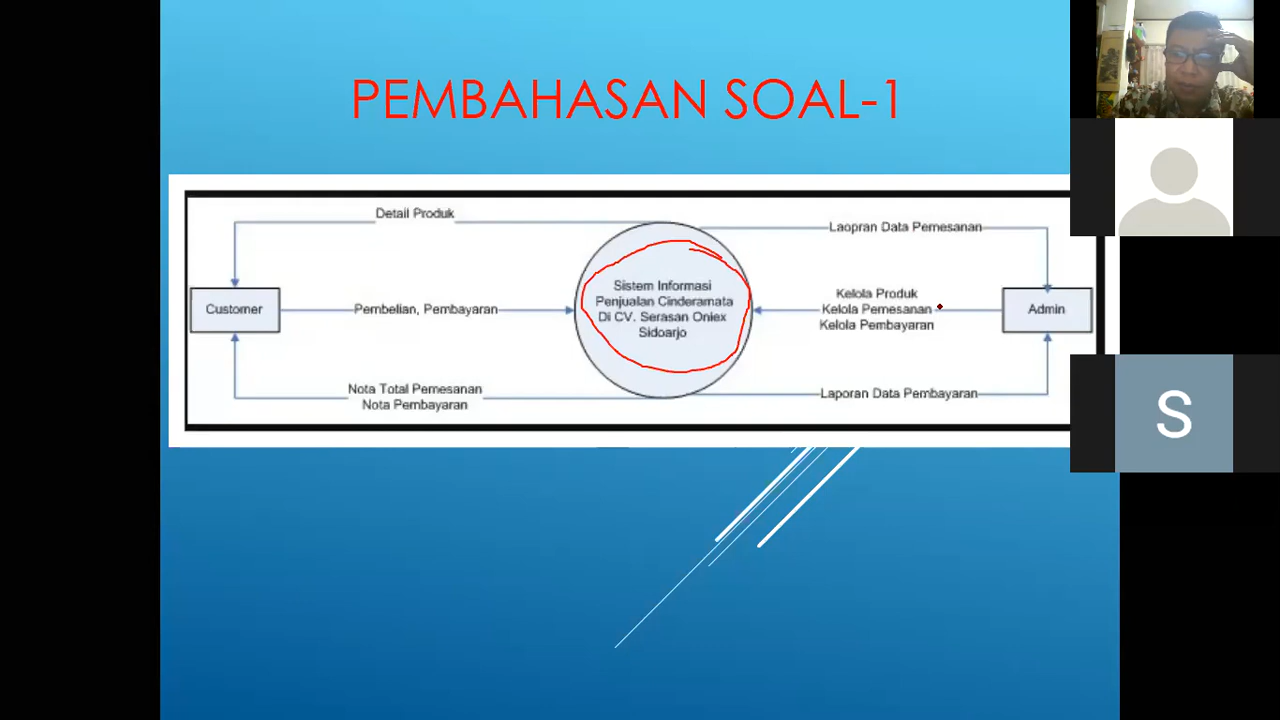 PEMBAHASAN SOAL-1
Detail Produk
Laopran Data Pemesanan
Customer
Pembelian, Pembayaran
Sistem Informasi
Penjualan Cinderamata
Di CV. Serasan Oniex
Sidoarjo
Kelola Produk
Kelola Pemesanan
Kelola Pembayaran
Admin
Nota Total Pemesanan
Nota Pembayaran
Laporan Data Pembayaran
S